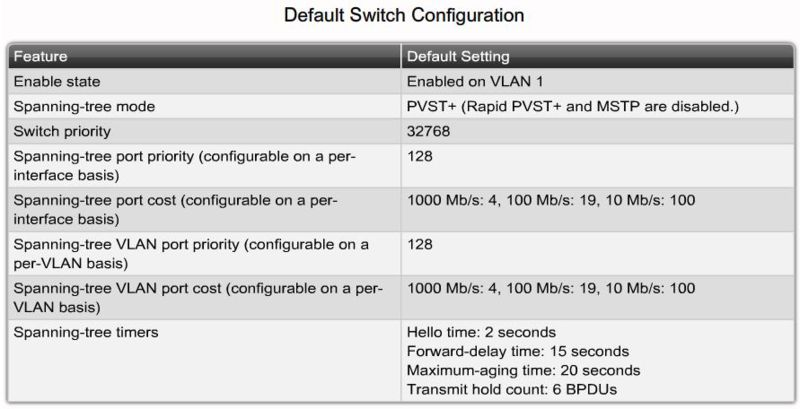 Default Switch Configuration
Feature Default Setting
Enable state Enabled on VLAN 1
Spanning-tree mode PVST+ (Rapid PVST+ and MSTP are disabled.)
Switch priority 32768
Spanning-tree port priority (configurable on a per- 128
interface basis)
Spanning-tree port cost (configurable on a per- 1000 Mb/s: 4, 100 Mb/s: 19, 10 Mb/s: 100
interface basis)
Spanning-tree VLAN port priority (configurable on a 128
per-VLAN basis)
Spanning-tree VLAN port cost (configurable on a per- 1000 Mb/s: 4, 100 Mb/s: 19, 10 Mb/s: 100
VLAN basis)
Spanning-tree timers Hello time: 2 seconds
Forward-delay time: 15 seconds
Maximum-aging time: 20 seconds
Transmit hold count: 6 BPDUs